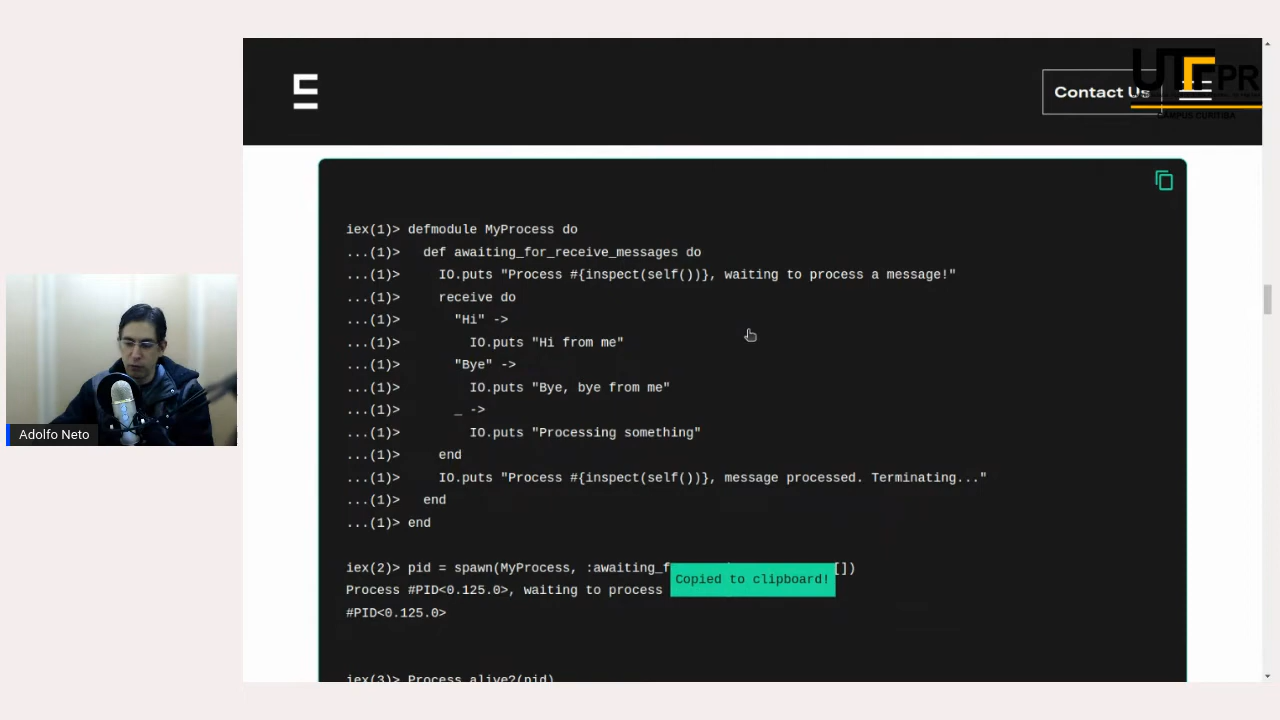 Contact Us
UTFPR
CAMPUS CURITIBA
iex(1)> defmodule MyProcess do
...(1)>   def awaiting_for_receive_messages do
...(1)>     IO.puts "Process #{inspect(self())}, waiting to process a message!"
...(1)>     receive do
...(1)>       "Hi" ->
...(1)>         IO.puts "Hi from me"
...(1)>       "Bye" ->
...(1)>         IO.puts "Bye, bye from me"
...(1)>       _ ->
...(1)>         IO.puts "Processing something"
...(1)>     end
...(1)>     IO.puts "Process #{inspect(self())}, message processed. Terminating..."
...(1)>   end
...(1)> end
iex(2)> pid = spawn(MyProcess, :awaiting_f [])
Process #PID<0.125.0>, waiting to process
Copied to clipboard!
#PID<0.125.0>
iex(3)> Process.alive?(pid)
Adolfo Neto